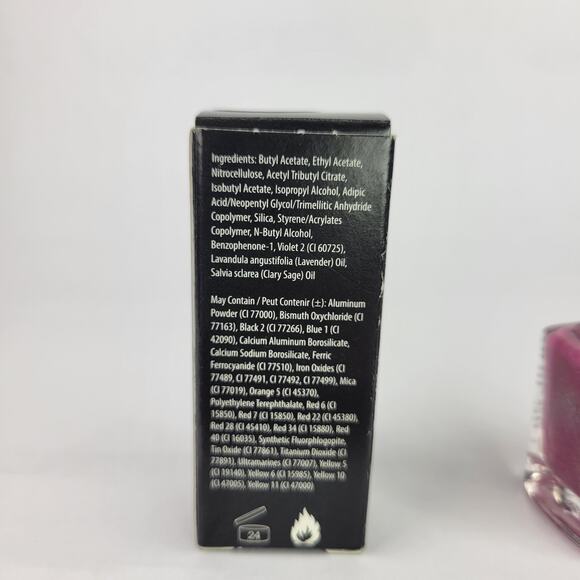 Ingredients: Butyl Acetate, Ethyl Acetate,
Nitrocellulose, Acetyl Tributyl Citrate,
Isobutyl Acetate, Isopropyl Alcohol, Adipic
Acid/Neopentyl Glycol/Trimellitic Anhydride
Copolymer, Silica, Styrene/Acrylates
Copolymer, N-Butyl Alcohol,
Benzophenone-1, Violet 2 (CI 60725),
Lavandula angustifolia (Lavender) Oil,
Salvia sclarea (Clary Sage) Oil
May Contain / Peut Contenir (±): Aluminum
Powder (CI 77000), Bismuth Oxychloride (CI
77163), Black 2 (CI 77266), Blue 1 (CI
42090), Calcium Aluminum Borosilicate,
Calcium Sodium Borosilicate, Ferric
Ferrocyanide (CI 77510), Iron Oxides (CI
77489, CI 77491, CI 77492, CI 77499), Mica
(CI 77019), Orange 5 (CI 45370),
Polyethylene Terephthalate, Red 6 (CI
15850), Red 7 (CI 15850), Red 22 (CI 45380),
Red 28 (CI 45410), Red 34 (CI 15880), Red
40 (CI 16035), Synthetic Fluorphlogopite,
Tin Oxide (CI 77861), Titanium Dioxide (CI
77891), Ultramarines (CI 77007), Yellow 5
(CI 19140), Yellow 6 (CI 15985), Yellow 10
(CI 47005), Yellow 11 (CI 47000)
24